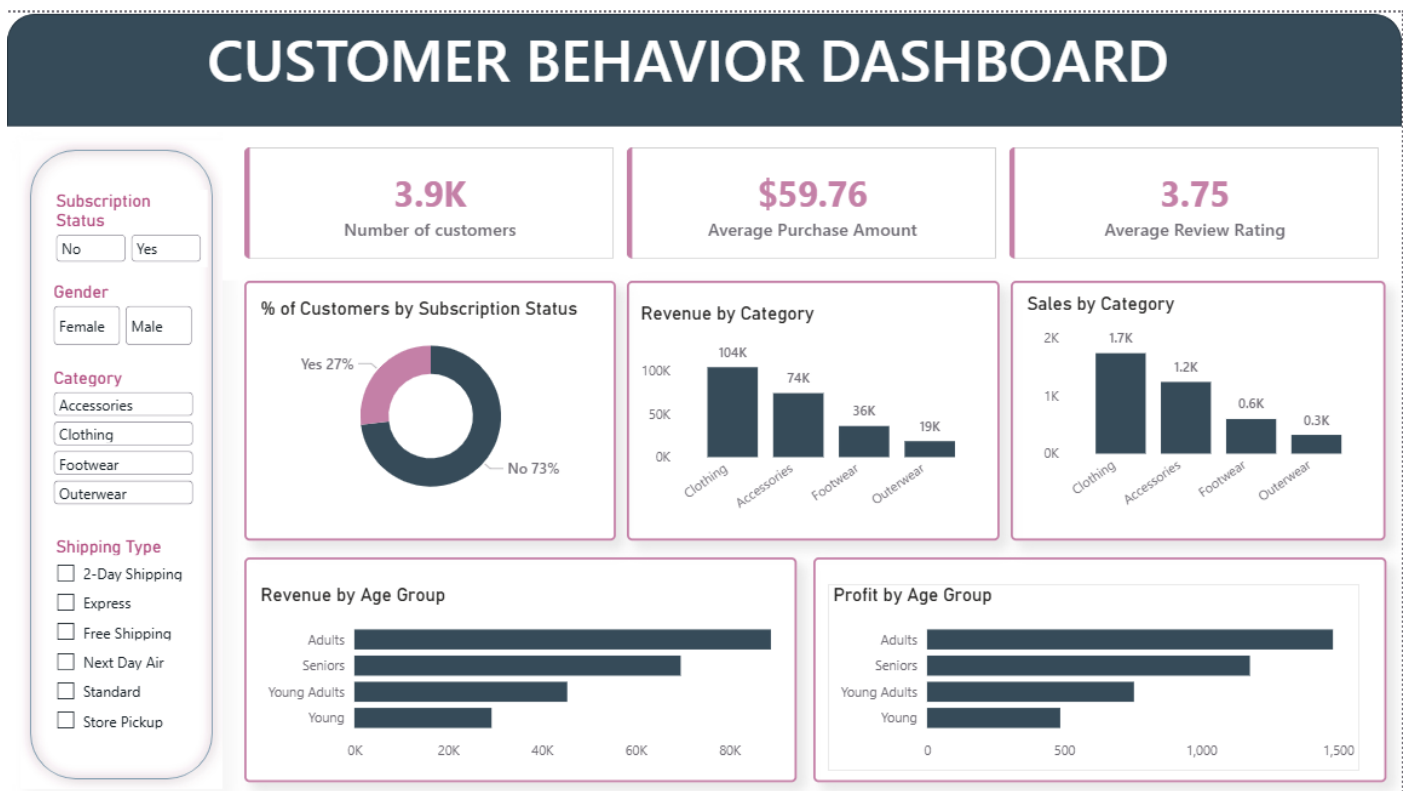 CUSTOMER BEHAVIOR DASHBOARD
Subscription
Status
No
Yes
Gender
Female
Male
Category
Accessories
Clothing
Footwear
Outerwear
Shipping Type
2-Day Shipping
Express
Free Shipping
Next Day Air
Standard
Store Pickup
3.9K
Number of customers
$59.76
Average Purchase Amount
3.75
Average Review Rating
% of Customers by Subscription Status
Yes 27%
No 73%
Revenue by Category
100K
50K
0K
104K
74K
36K
19K
Clothing
Accessories
Footwear
Outerwear
Sales by Category
2K
1K
0K
1.7K
1.2K
0.6K
0.3K
Clothing
Accessories
Footwear
Outerwear
Revenue by Age Group
Adults
Seniors
Young Adults
Young
0K
20K
40K
60K
80K
Profit by Age Group
Adults
Seniors
Young Adults
Young
0
500
1,000
1,500